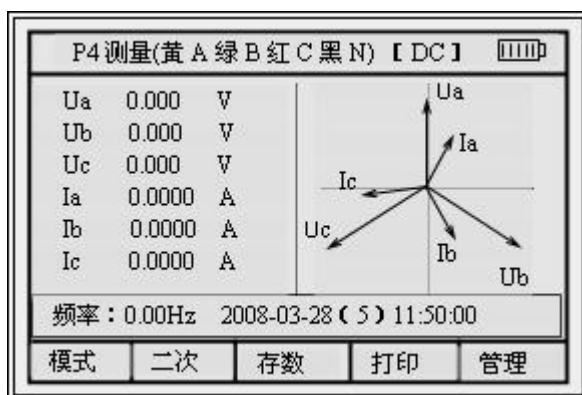 P4测量(黄A绿B红C黑N)【DC】
Ua 0.000 V
Ub 0.000 V
Uc 0.000 V
Ia 0.0000 A
Ib 0.0000 A
Ic 0.0000 A
Ua
Ia
Ic
Uc
Ib
Ub
频率：0.00Hz 2008-03-28（5）11:50:00
模式 二次 存数 打印 管理